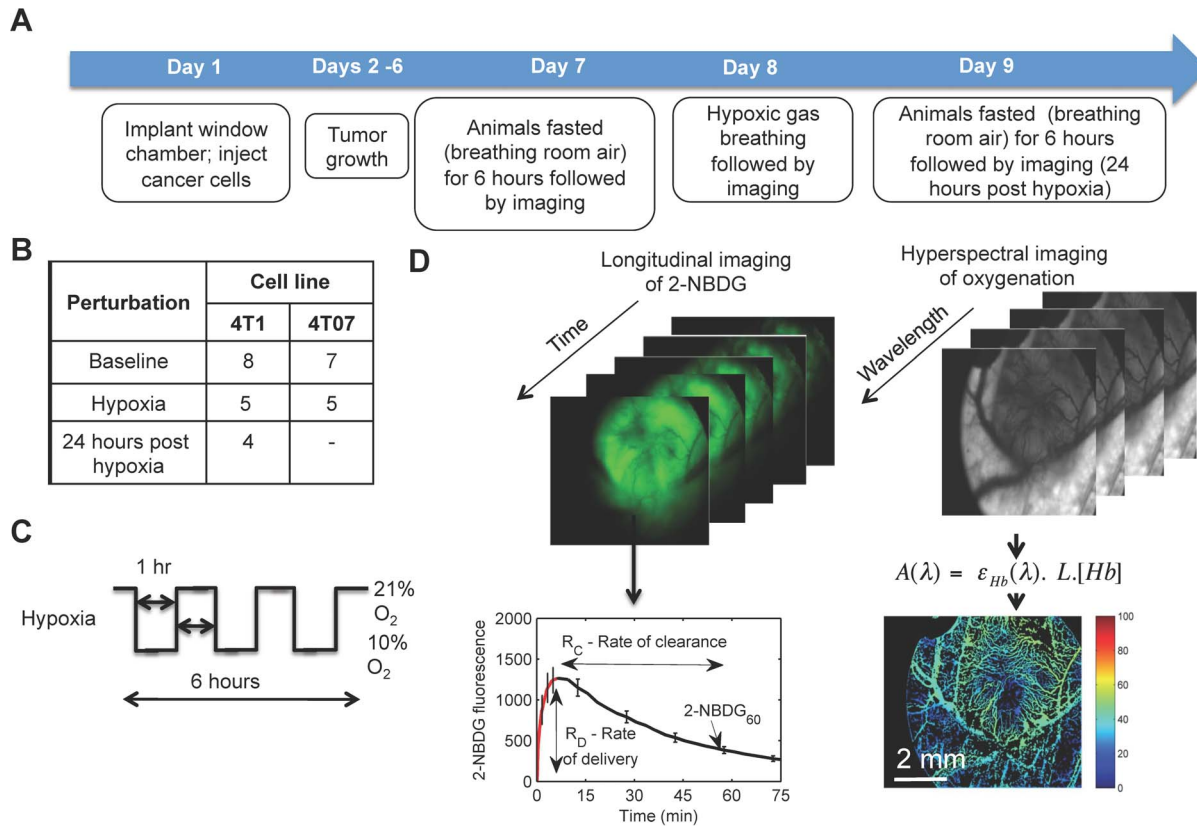 A
Day 1
Days 2 -6
Day 7
Day 8
Day 9
Implant window
chamber; inject
cancer cells
Tumor
growth
Animals fasted
(breathing room air)
for 6 hours followed
by imaging
Hypoxic gas
breathing
followed by
imaging
Animals fasted (breathing
room air) for 6 hours
followed by imaging (24
hours post hypoxia)
B
Perturbation
Cell line
4T1
4T07
Baseline
8
7
Hypoxia
5
5
24 hours post
hypoxia
4
-
C
1 hr
Hypoxia
21%
O2
10%
O2
6 hours
D
Longitudinal imaging
of 2-NBDG
Time
Hyperspectral imaging
of oxygenation
Wavelength
A(λ) = εHb(λ). L.[Hb]
2-NBDG fluorescence
2000
1500
1000
500
0
RC - Rate of clearance
2-NBDG60
RD - Rate
of delivery
0
15
30
45
60
75
Time (min)
2 mm
100
80
60
40
20
0